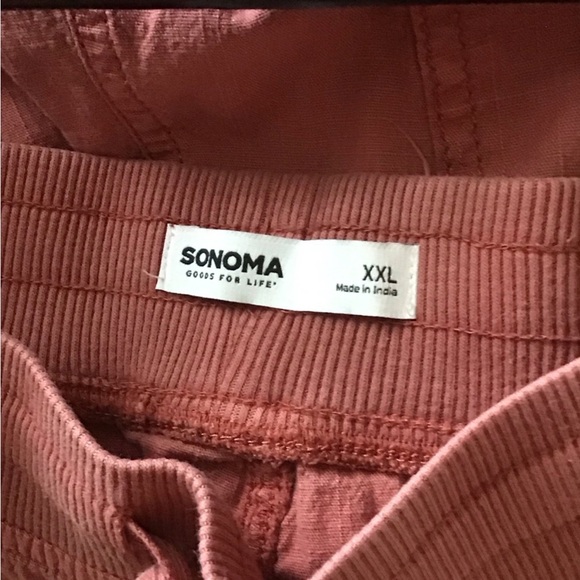 SONOMA
GOODS FOR LIFE®
XXL
Made in India